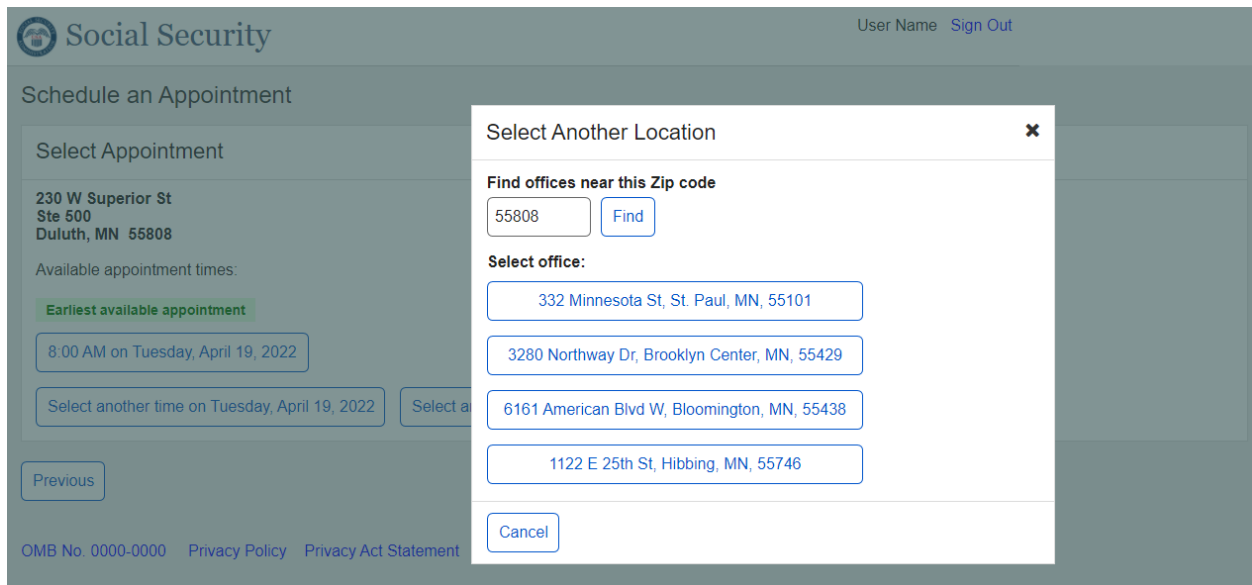 Social Security
User Name Sign Out
Schedule an Appointment
Select Appointment
230 W Superior St
Ste 500
Duluth, MN 55808
Available appointment times:
Earliest available appointment
8:00 AM on Tuesday, April 19, 2022
Select another time on Tuesday, April 19, 2022
Select
Previous
OMB No. 0000-0000 Privacy Policy Privacy Act Statement
Select Another Location
Find offices near this Zip code
55808 Find
Select office:
332 Minnesota St, St. Paul, MN, 55101
3280 Northway Dr, Brooklyn Center, MN, 55429
6161 American Blvd W, Bloomington, MN, 55438
1122 E 25th St, Hibbing, MN, 55746
Cancel